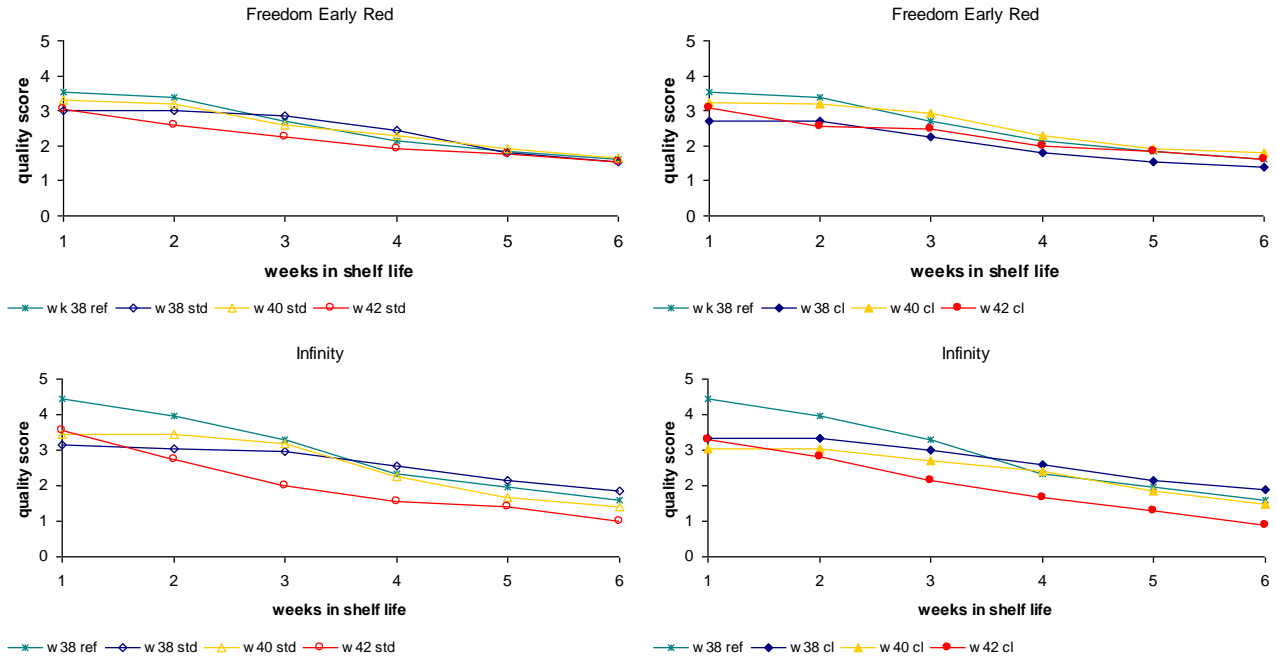 Freedom Early Red
5
4
3
2
1
0
quality score
1 2 3 4 5 6
weeks in shelf life
wk 38 ref w 38 std w 40 std w 42 std
Freedom Early Red
5
4
3
2
1
0
quality score
1 2 3 4 5 6
weeks in shelf life
wk 38 ref w 38 cl w 40 cl w 42 cl
Infinity
5
4
3
2
1
0
quality score
1 2 3 4 5 6
weeks in shelf life
w 38 ref w 38 std w 40 std w 42 std
Infinity
5
4
3
2
1
0
quality score
1 2 3 4 5 6
weeks in shelf life
w 38 ref w 38 cl w 40 cl w 42 cl